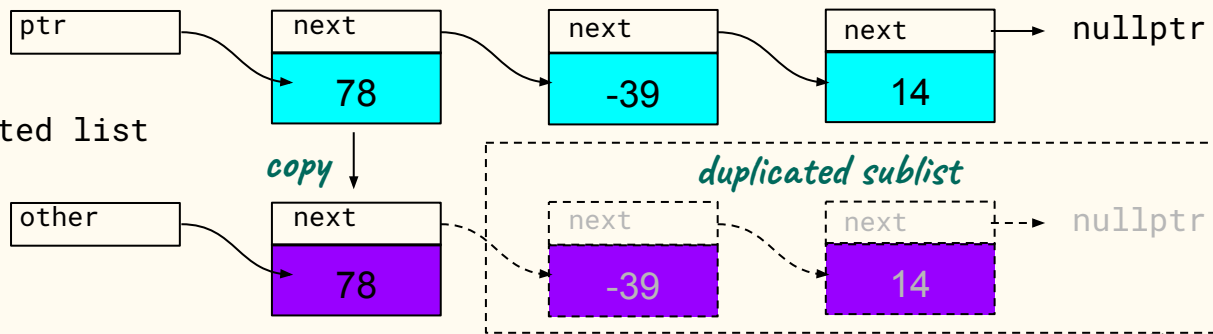 ptr
next
next
next
nullptr
78
-39
14
ted list
copy
duplicated sublist
other
next
next
next
nullptr
78
-39
14